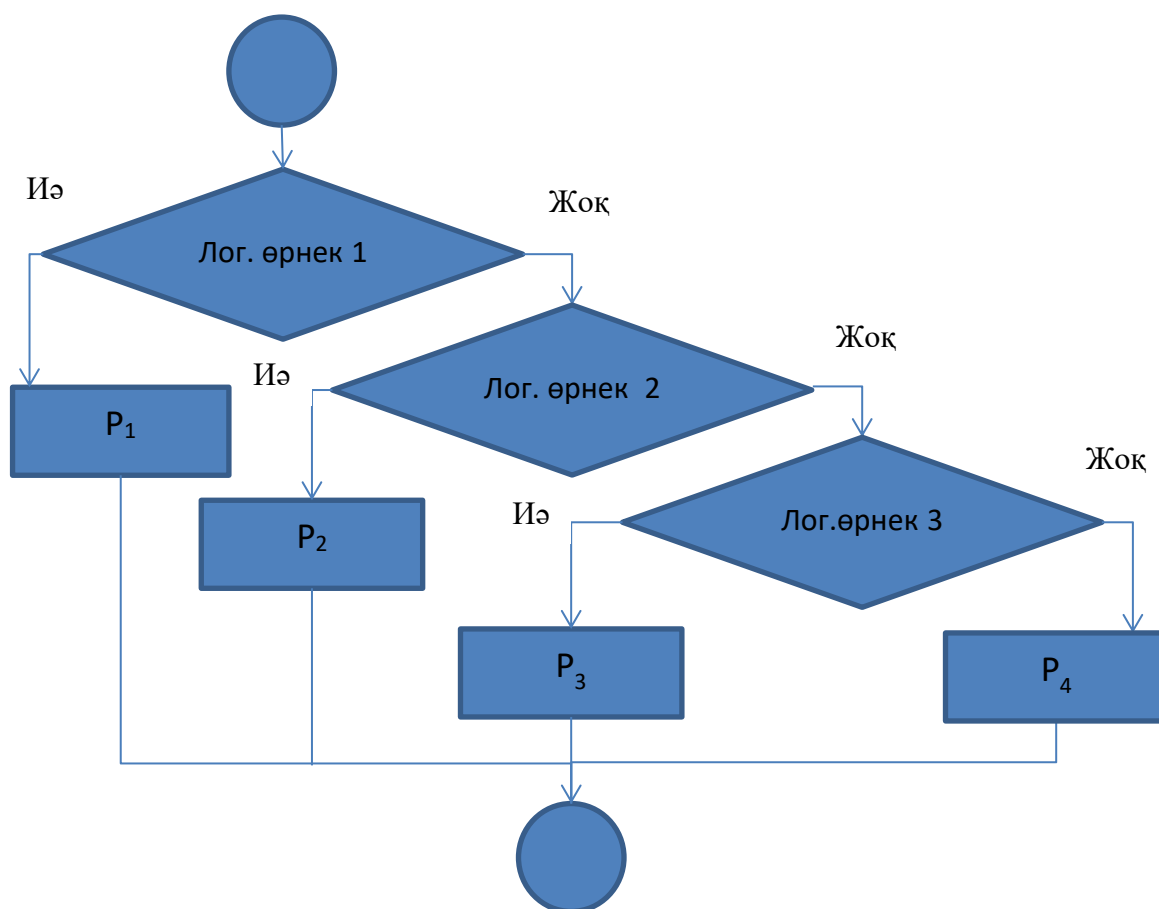 Иә
Жоқ
Лог. өрнек 1
Жоқ
Иә
Лог. өрнек  2
P₁
Жоқ
Иә
Лог.өрнек 3
P₂
P₃
P₄